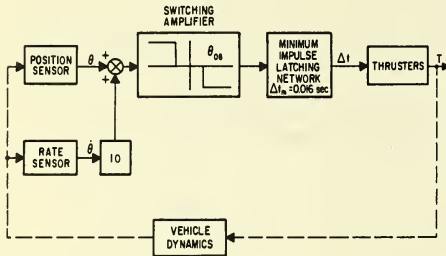 SWITCHING
AMPLIFIER
POSITION
SENSOR
θ
+
+
θ_DB
MINIMUM
IMPULSE
LATCHING
NETWORK
Δt_m = 0.016 sec
Δt
THRUSTERS
T
RATE
SENSOR
θ̇
10
VEHICLE
DYNAMICS